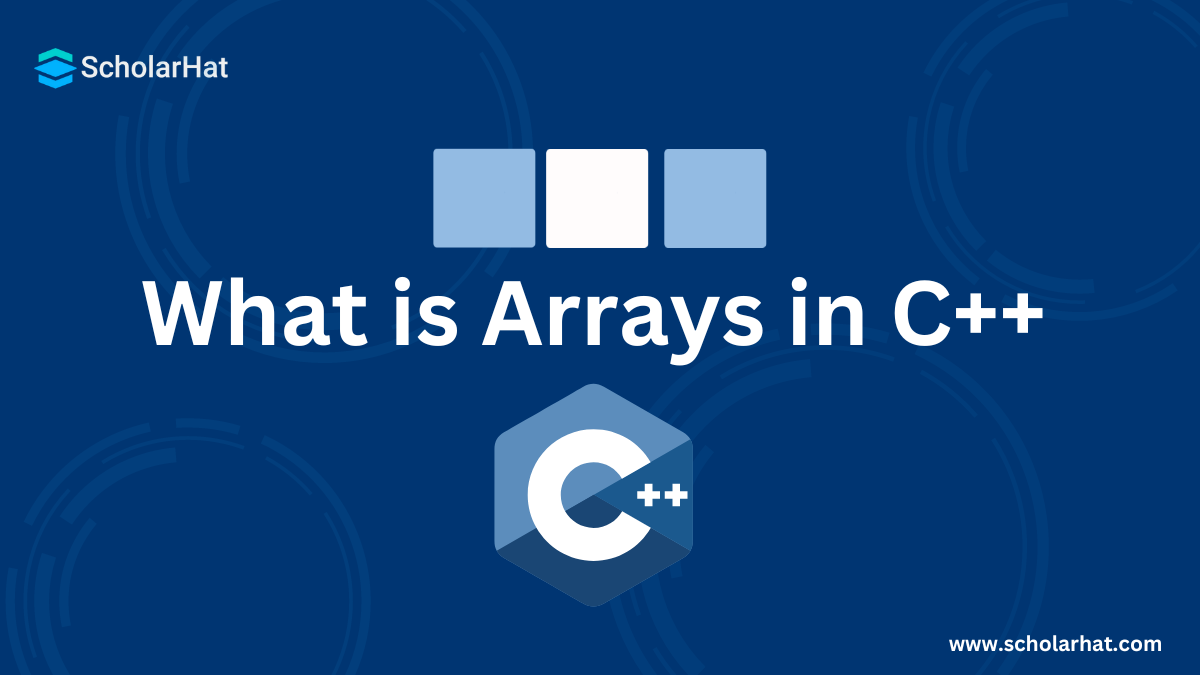 ScholarHat
What is Arrays in C++
C++
www.scholarhat.com